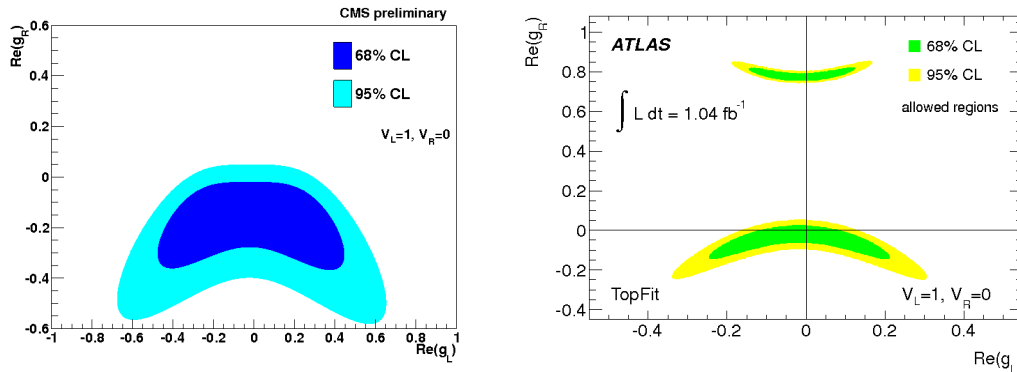 CMS preliminary
Re(g_R)
0.6
0.4
0.2
0
-0.2
-0.4
-0.6
68% CL
95% CL
V_L=1, V_R=0
-1 -0.8 -0.6 -0.4 -0.2 0 0.2 0.4 0.6 0.8 1
Re(g_L)
Re(g_R)
1
0.8
0.6
0.4
0.2
0
-0.2
-0.4
ATLAS
68% CL
95% CL
allowed regions
∫ L dt = 1.04 fb⁻¹
TopFit
V_L=1, V_R=0
-0.4 -0.2 0 0.2 0.4
Re(g